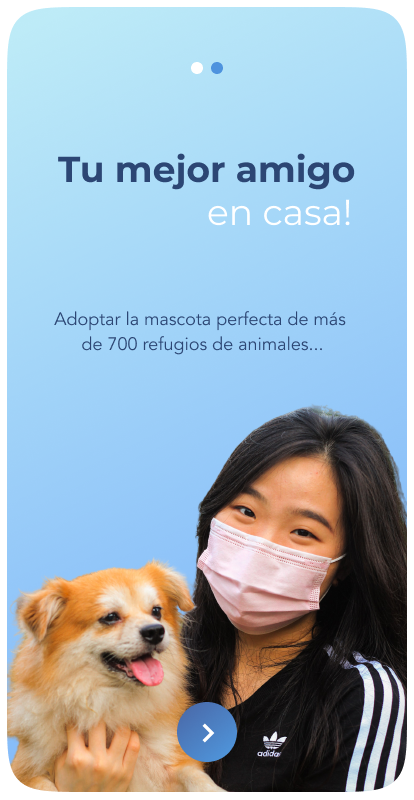 Tu mejor amigo
en casa!
Adoptar la mascota perfecta de más
de 700 refugios de animales...
adidas